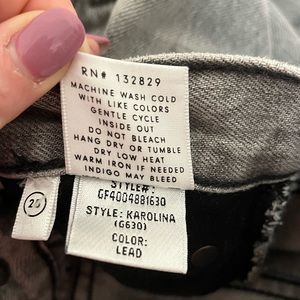 RN# 132829
MACHINE WASH COLD
WITH LIKE COLORS
GENTLE CYCLE
INSIDE OUT
DO NOT BLEACH
HANG DRY OR TUMBLE
DRY LOW HEAT
WARM IRON IF NEEDED
INDIGO MAY BLEED
STYLE#:
GF4004881630
STYLE: KAROLINA
(G630)
COLOR:
LEAD